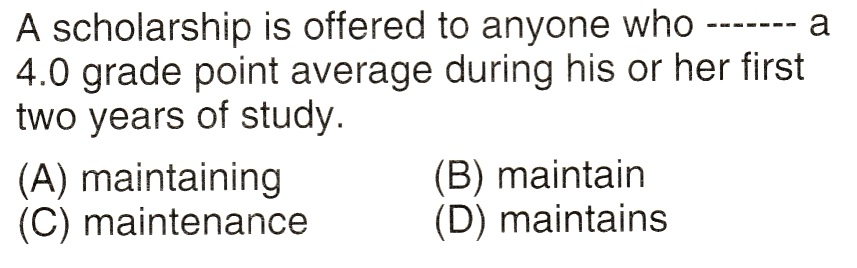 A scholarship is offered to anyone who ------- a
4.0 grade point average during his or her first
two years of study.
(A) maintaining (B) maintain
(C) maintenance (D) maintains